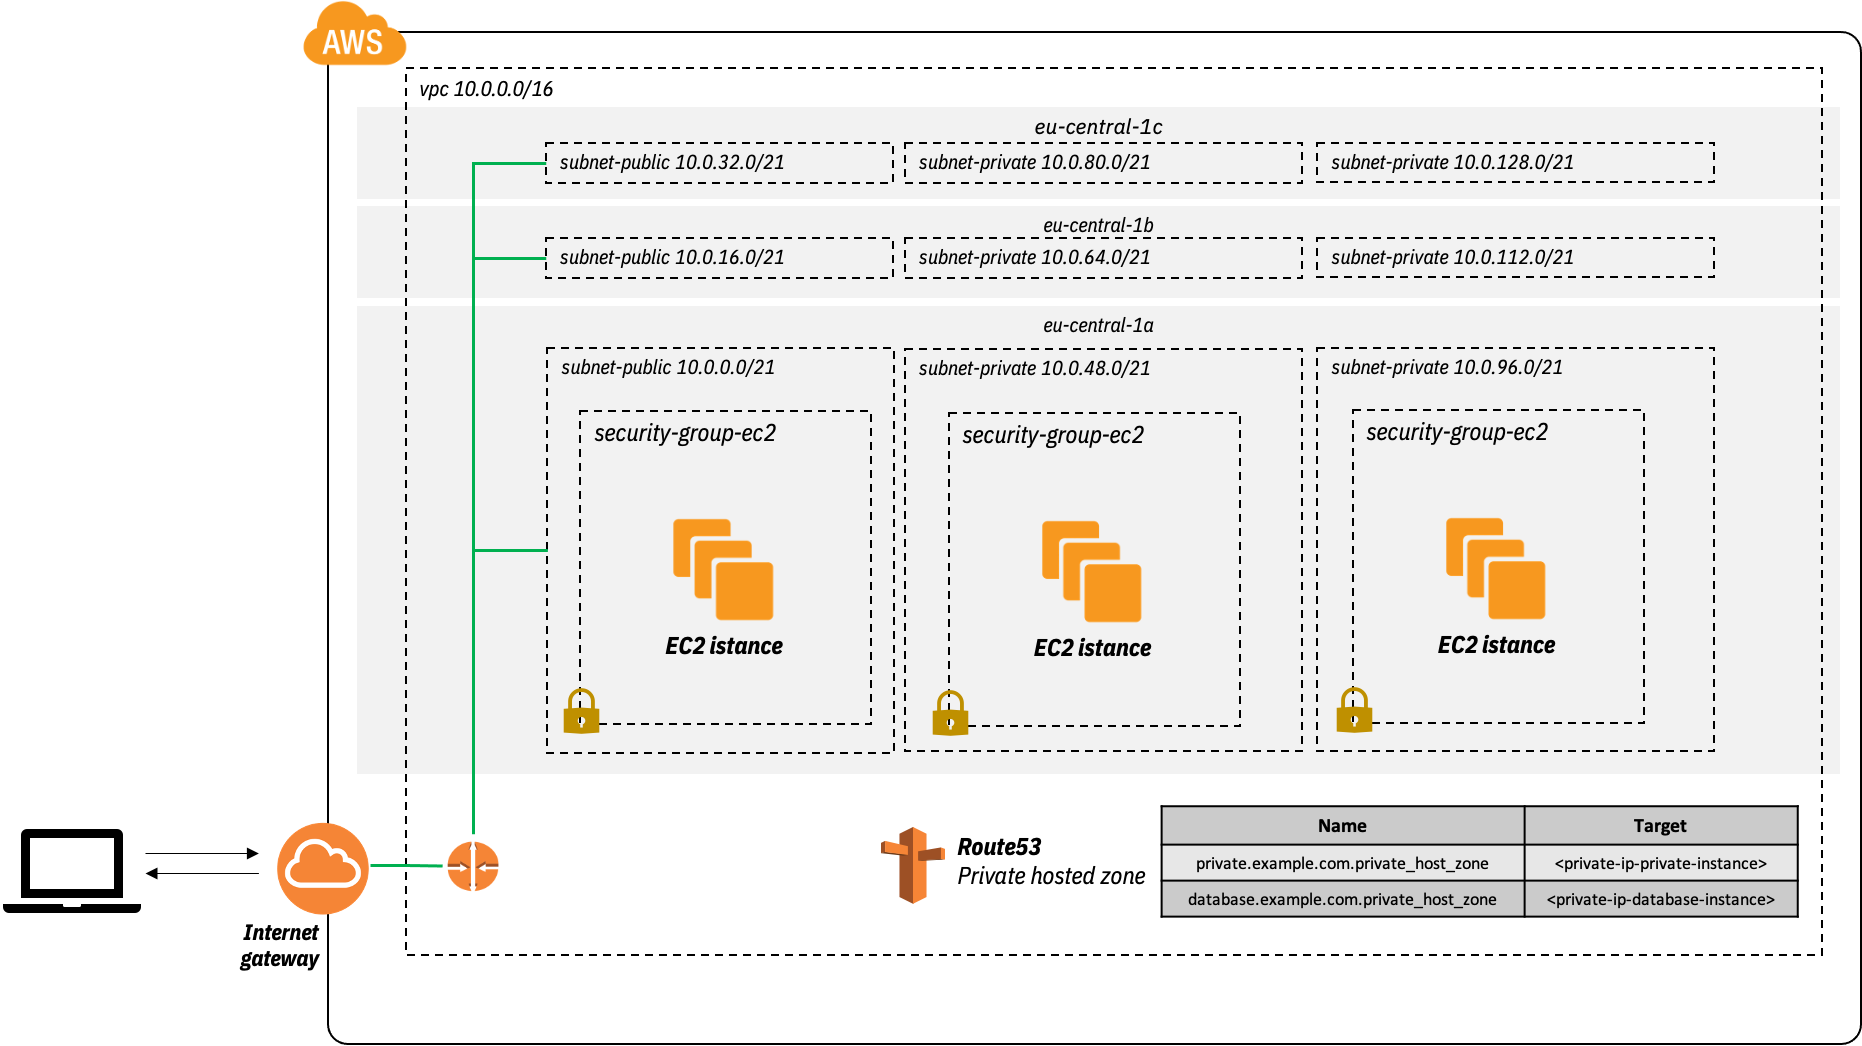 AWS
vpc 10.0.0.0/16
eu-central-1c
subnet-public 10.0.32.0/21
subnet-private 10.0.80.0/21
subnet-private 10.0.128.0/21
eu-central-1b
subnet-public 10.0.16.0/21
subnet-private 10.0.64.0/21
subnet-private 10.0.112.0/21
eu-central-1a
subnet-public 10.0.0.0/21
subnet-private 10.0.48.0/21
subnet-private 10.0.96.0/21
security-group-ec2
security-group-ec2
security-group-ec2
EC2 istance
EC2 istance
EC2 istance
Internet
gateway
Route53
Private hosted zone
Name Target
private.example.com.private_host_zone <private-ip-private-instance>
database.example.com.private_host_zone <private-ip-database-instance>